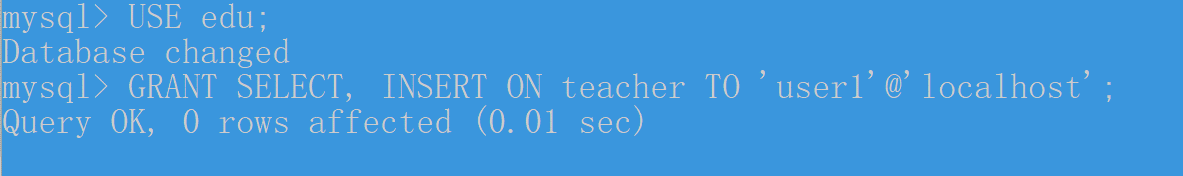 mysql> USE edu;
Database changed
mysql> GRANT SELECT, INSERT ON teacher TO 'user1'@'localhost';
Query OK, 0 rows affected (0.01 sec)